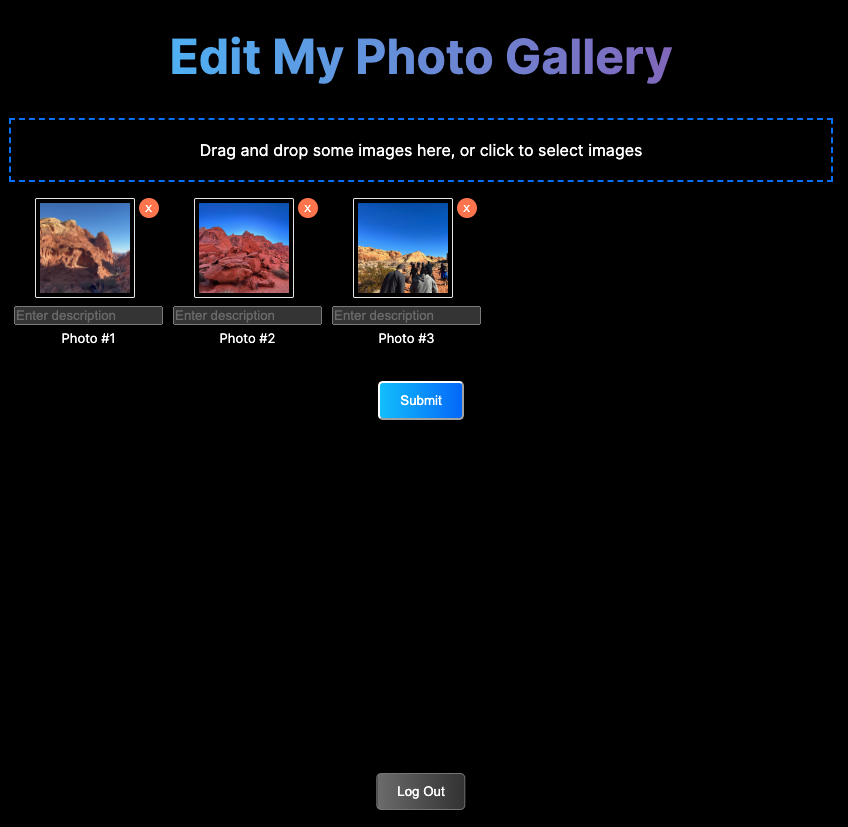 Edit My Photo Gallery
Drag and drop some images here, or click to select images
x x x
Enter description Enter description Enter description
Photo #1 Photo #2 Photo #3
Submit
Log Out